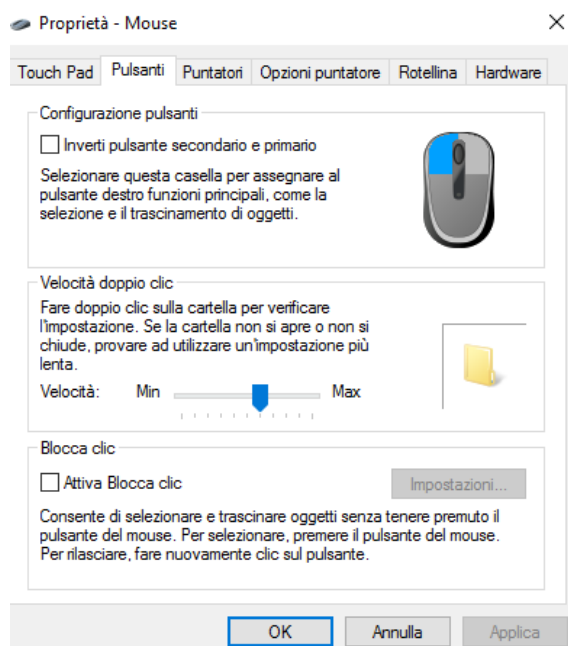 Proprietà - Mouse
Touch Pad Pulsanti Puntatori Opzioni puntatore Rotellina Hardware
Configurazione pulsanti
Inverti pulsante secondario e primario
Selezionare questa casella per assegnare al
pulsante destro funzioni principali, come la
selezione e il trascinamento di oggetti.
Velocità doppio clic
Fare doppio clic sulla cartella per verificare
l'impostazione. Se la cartella non si apre o non si
chiude, provare ad utilizzare un'impostazione più
lenta.
Velocità: Min Max
Blocca clic
Attiva Blocca clic
Impostazioni...
Consente di selezionare e trascinare oggetti senza tenere premuto il
pulsante del mouse. Per selezionare, premere il pulsante del mouse.
Per rilasciare, fare nuovamente clic sul pulsante.
OK Annulla Applica